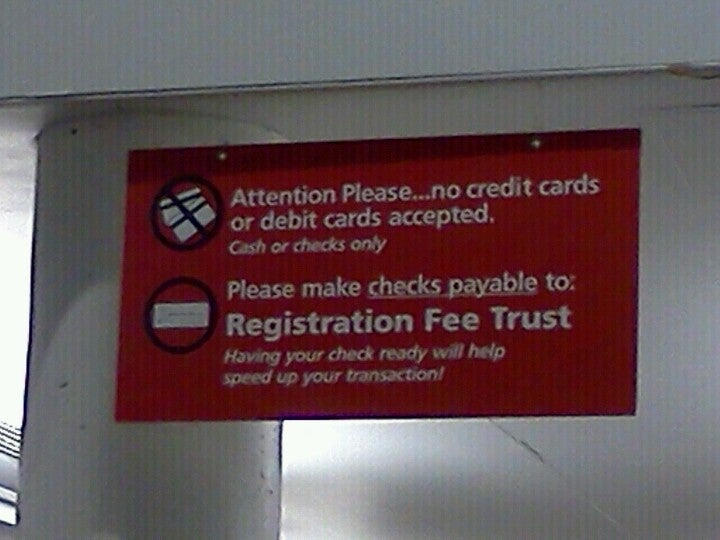 Attention Please...no credit cards
or debit cards accepted.
Cash or checks only
Please make checks payable to:
Registration Fee Trust
Having your check ready will help
speed up your transaction!